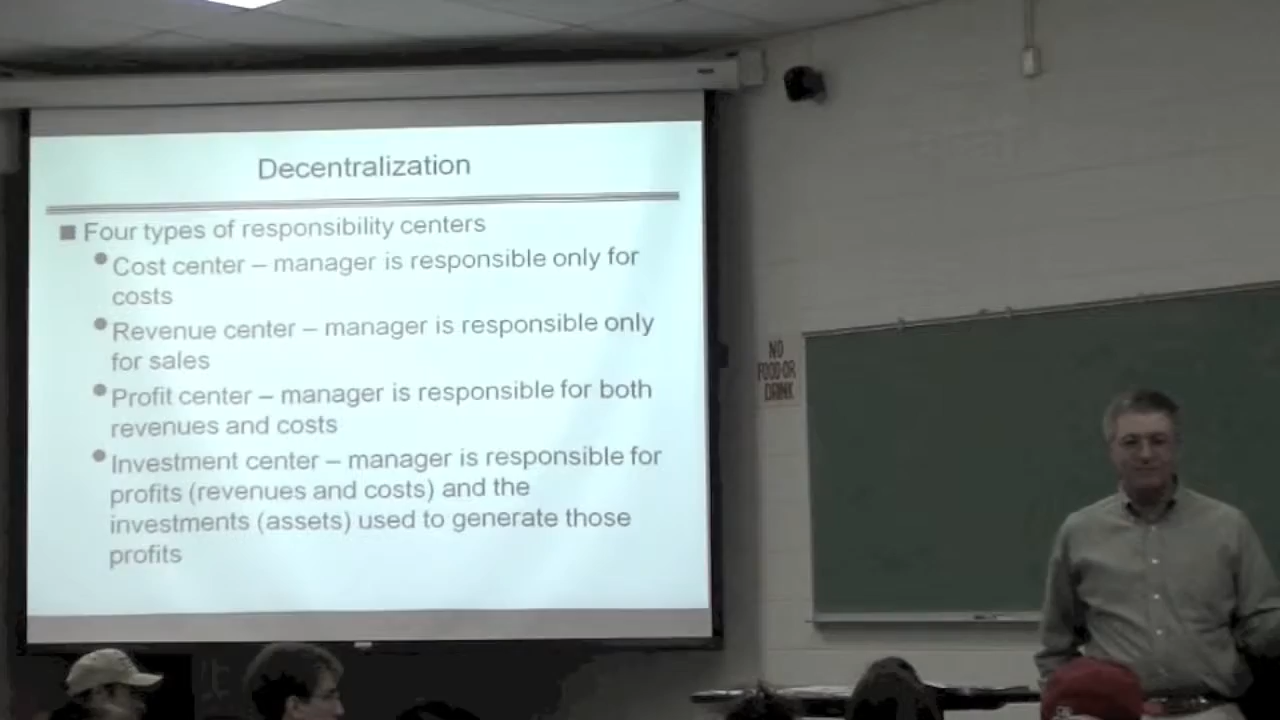 Decentralization
Four types of responsibility centers
Cost center – manager is responsible only for
costs
Revenue center – manager is responsible only
for sales
Profit center – manager is responsible for both
revenues and costs
Investment center – manager is responsible for
profits (revenues and costs) and the
investments (assets) used to generate those
profits
NO
FOOD OR
DRINK